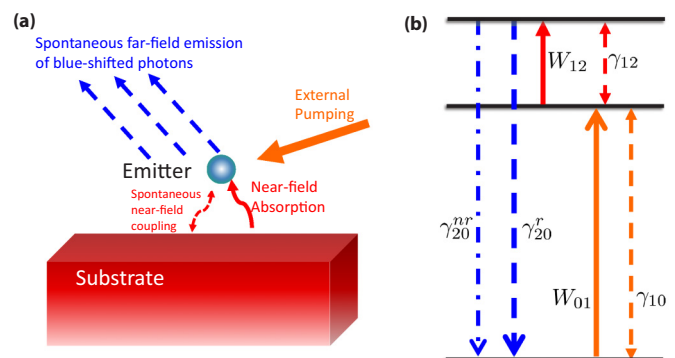 (a)
Spontaneous far-field emission
of blue-shifted photons
External
Pumping
Emitter
Spontaneous
near-field
coupling
Near-field
Absorption
Substrate
(b)
W₁₂
γ₁₂
γ₂₀ⁿʳ
γ₂₀ʳ
W₀₁
γ₁₀